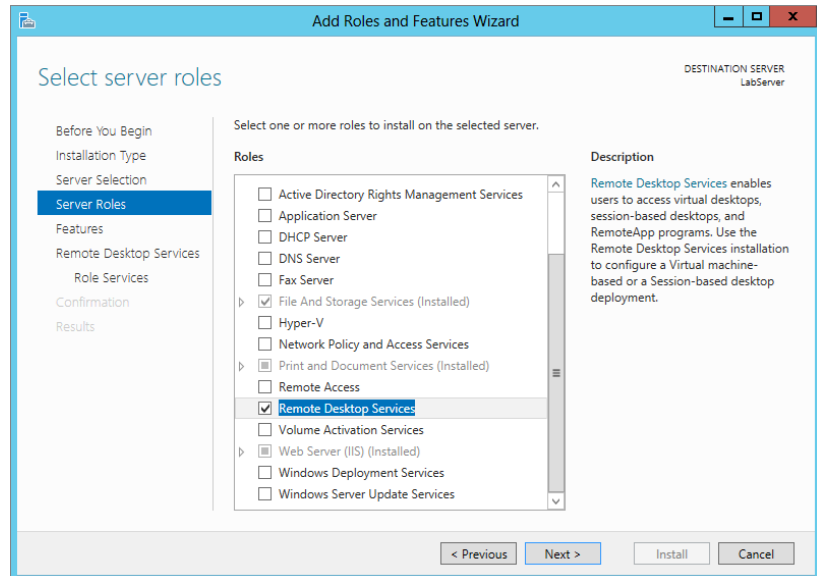 Add Roles and Features Wizard
Select server roles
DESTINATION SERVER
LabServer
Before You Begin
Installation Type
Server Selection
Server Roles
Features
Remote Desktop Services
Role Services
Confirmation
Results
Select one or more roles to install on the selected server.
Roles
Active Directory Rights Management Services
Application Server
DHCP Server
DNS Server
Fax Server
File And Storage Services (Installed)
Hyper-V
Network Policy and Access Services
Print and Document Services (Installed)
Remote Access
Remote Desktop Services
Volume Activation Services
Web Server (IIS) (Installed)
Windows Deployment Services
Windows Server Update Services
Description
Remote Desktop Services enables
users to access virtual desktops,
session-based desktops, and
RemoteApp programs. Use the
Remote Desktop Services installation
to configure a Virtual machine-
based or a Session-based desktop
deployment.
< Previous
Next >
Install
Cancel